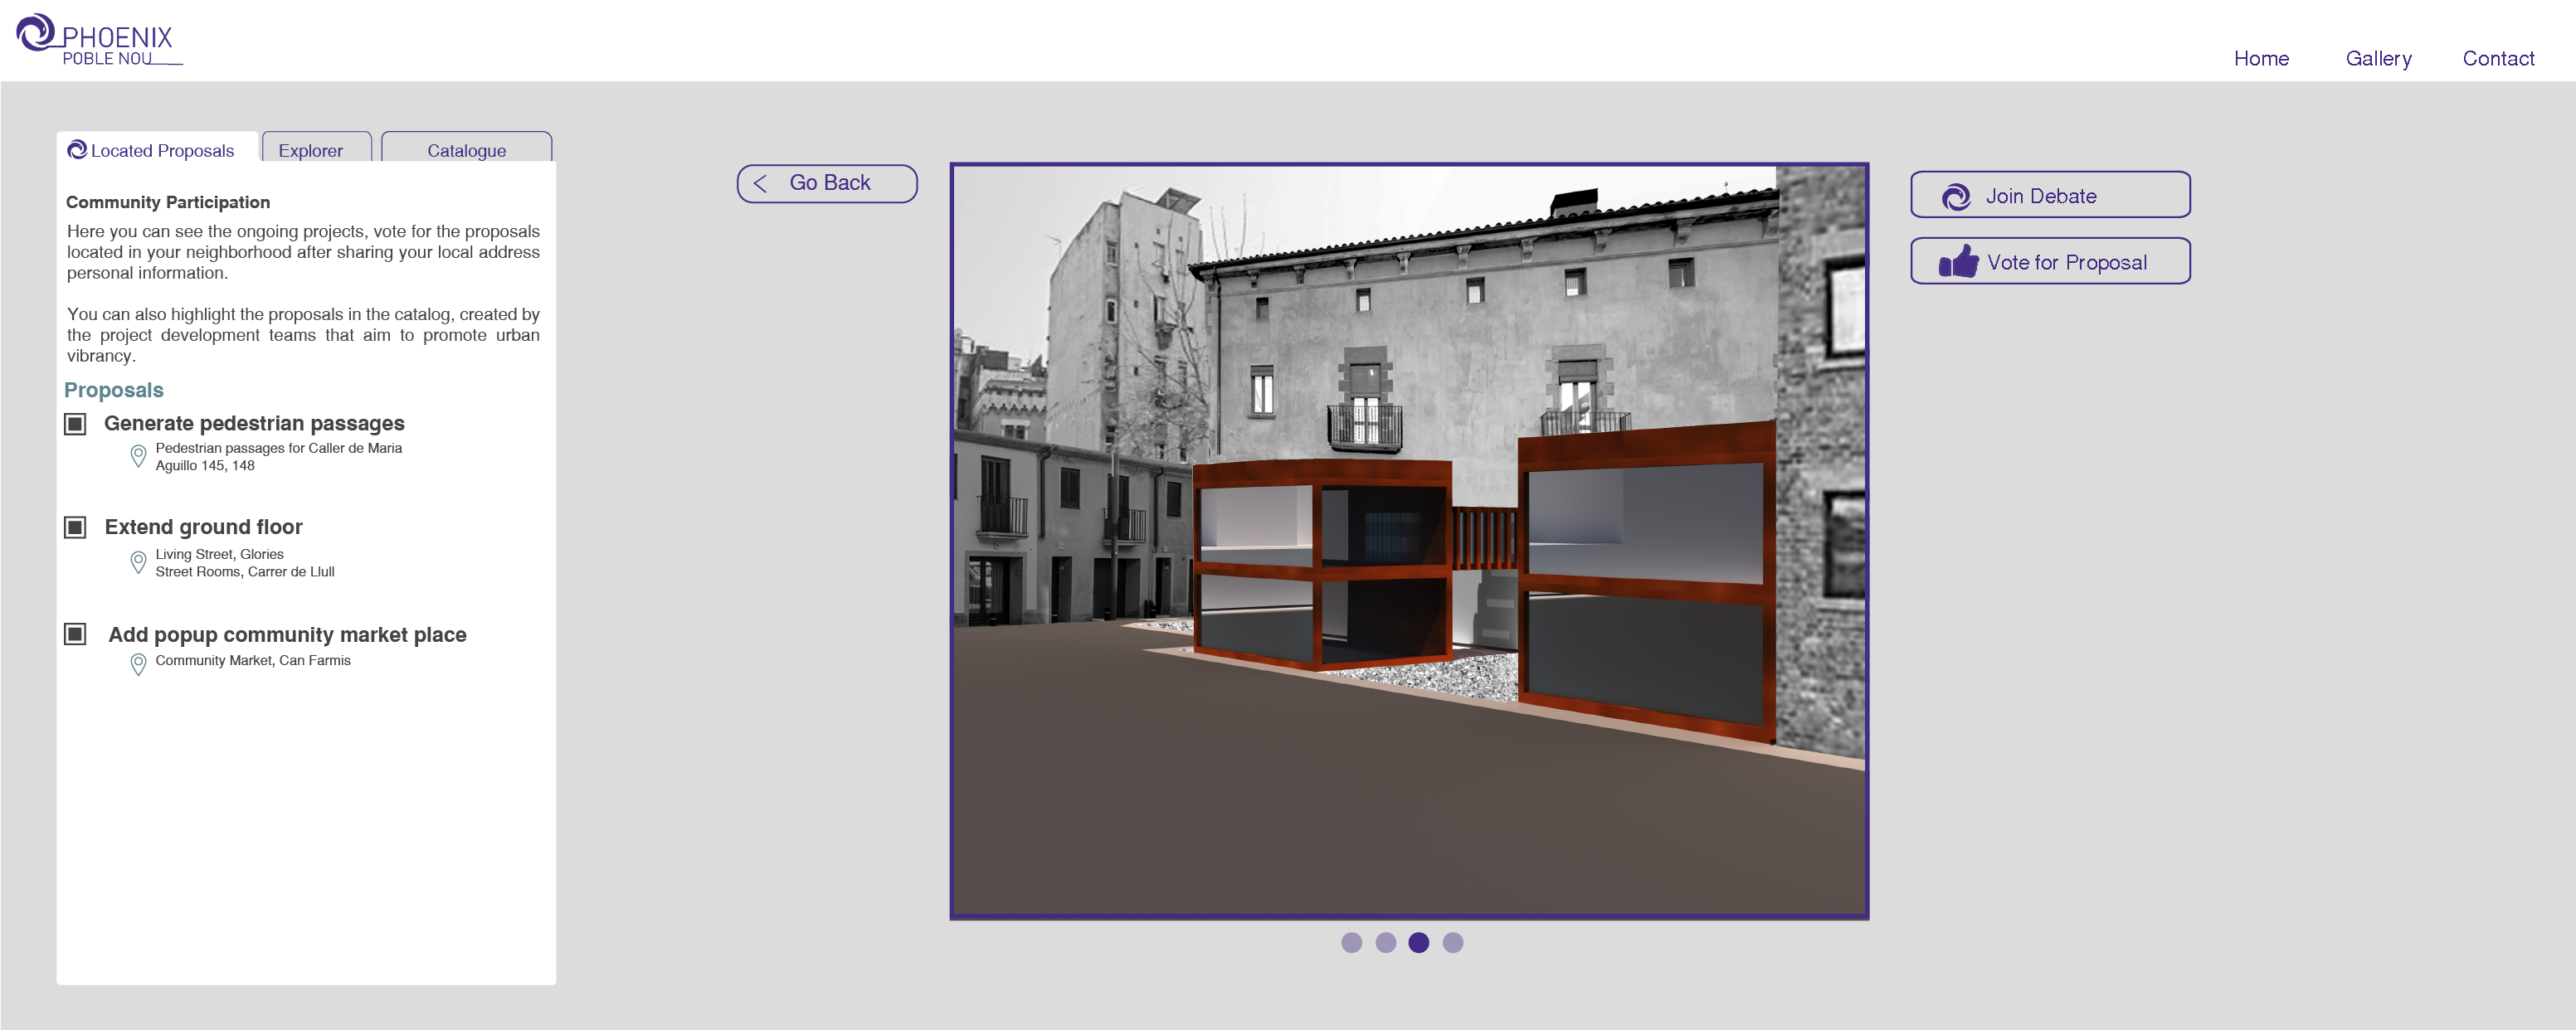 PHOENIX
POBLE NOU
Home Gallery Contact
Located Proposals Explorer Catalogue
Community Participation
Here you can see the ongoing projects, vote for the proposals
located in your neighborhood after sharing your local address
personal information.
You can also highlight the proposals in the catalog, created by
the project development teams that aim to promote urban
vibrancy.
Proposals
Generate pedestrian passages
Pedestrian passages for Caller de Maria
Aguillo 145, 148
Extend ground floor
Living Street, Glories
Street Rooms, Carrer de Llull
Add popup community market place
Community Market, Can Farmis
< Go Back
Join Debate
Vote for Proposal